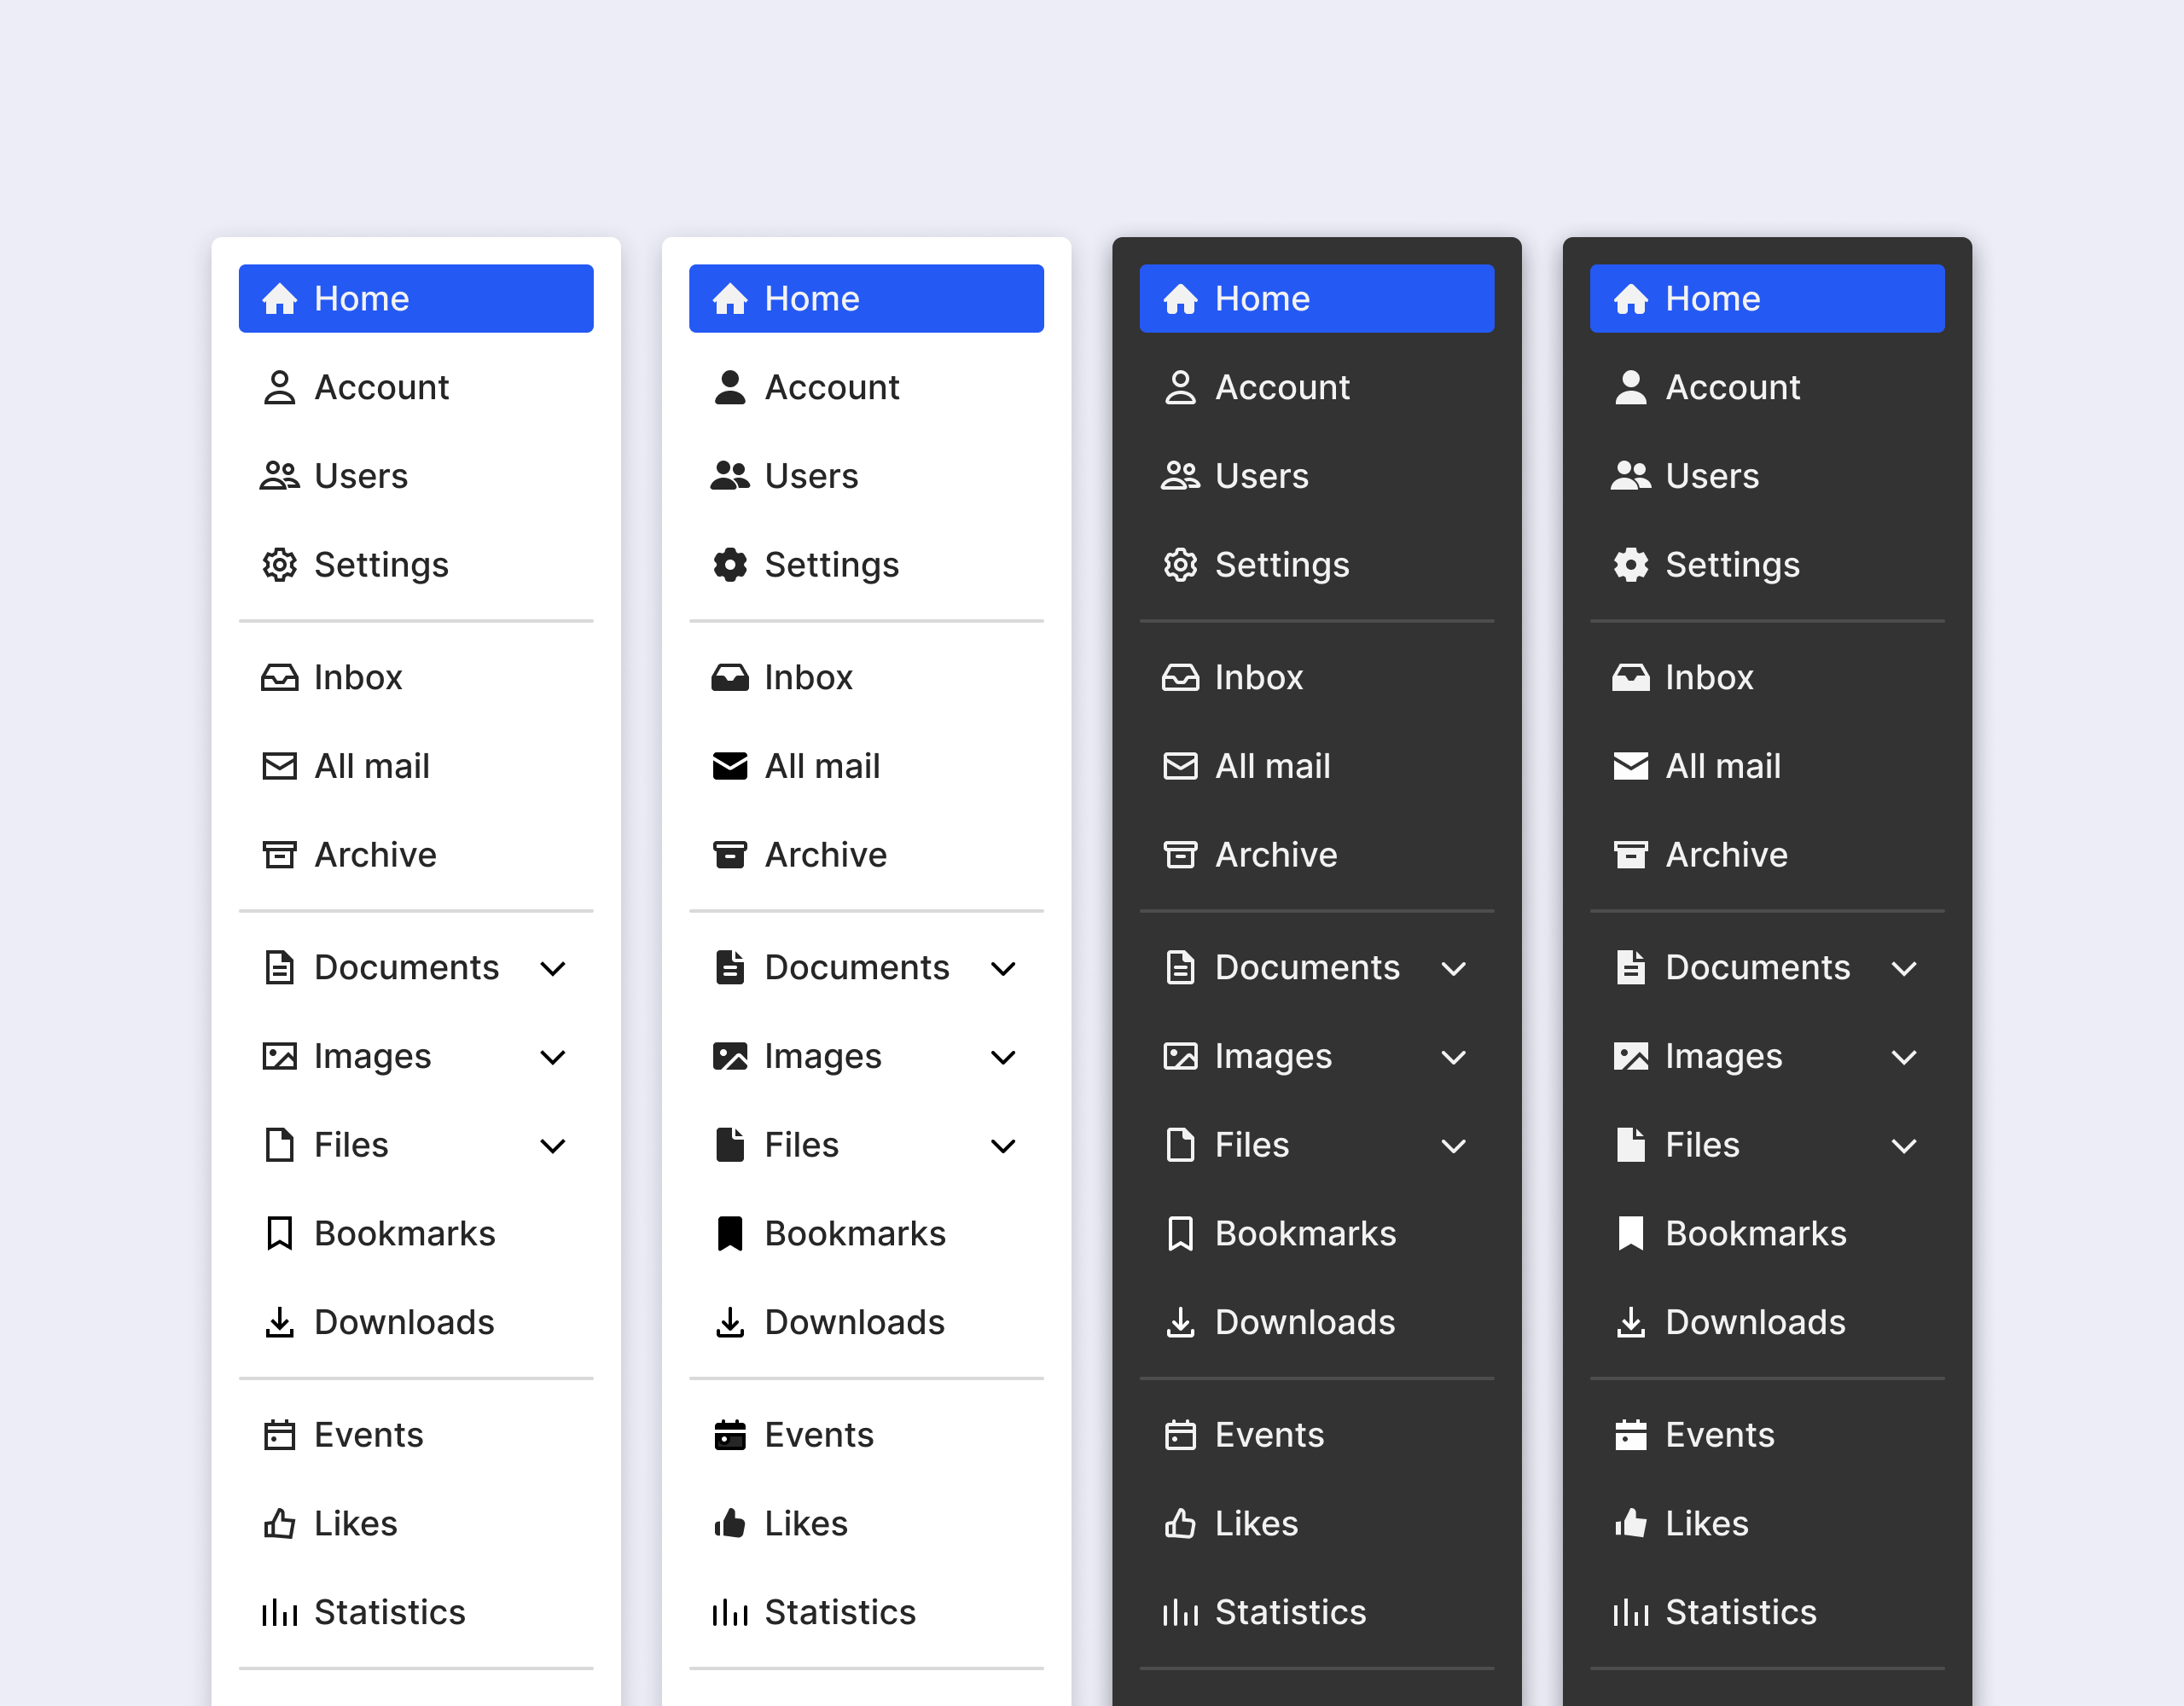 Home
Account
Users
Settings
Inbox
All mail
Archive
Documents
Images
Files
Bookmarks
Downloads
Events
Likes
Statistics
Home
Account
Users
Settings
Inbox
All mail
Archive
Documents
Images
Files
Bookmarks
Downloads
Events
Likes
Statistics
Home
Account
Users
Settings
Inbox
All mail
Archive
Documents
Images
Files
Bookmarks
Downloads
Events
Likes
Statistics
Home
Account
Users
Settings
Inbox
All mail
Archive
Documents
Images
Files
Bookmarks
Downloads
Events
Likes
Statistics